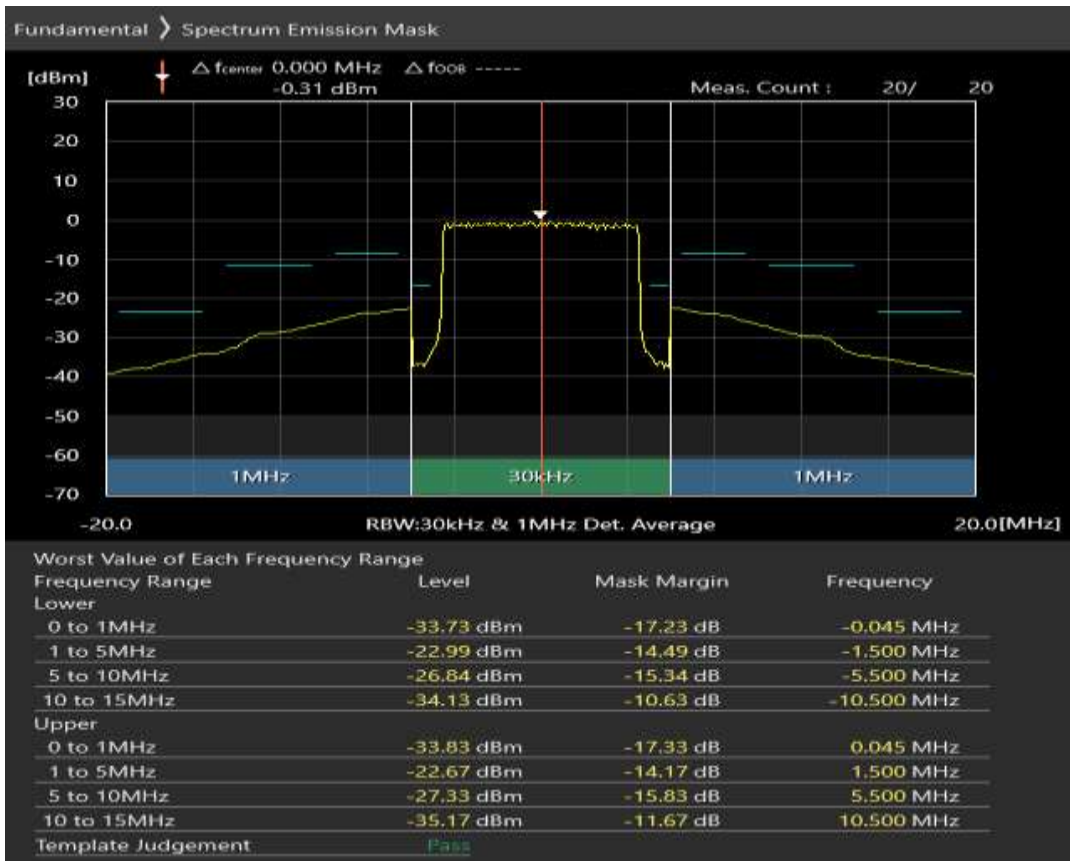 Fundamental ❭ Spectrum Emission Mask
[dBm] △ fcenter 0.000 MHz △ fOOB -----
-0.31 dBm Meas. Count : 20/ 20
30
20
10
0
-10
-20
-30
-40
-50
-60
1MHz 30kHz 1MHz
-70
-20.0 RBW:30kHz & 1MHz Det. Average 20.0[MHz]
Worst Value of Each Frequency Range
Frequency Range Level Mask Margin Frequency
Lower
0 to 1MHz -33.73 dBm -17.23 dB -0.045 MHz
1 to 5MHz -22.99 dBm -14.49 dB -1.500 MHz
5 to 10MHz -26.84 dBm -15.34 dB -5.500 MHz
10 to 15MHz -34.13 dBm -10.63 dB -10.500 MHz
Upper
0 to 1MHz -33.83 dBm -17.33 dB 0.045 MHz
1 to 5MHz -22.67 dBm -14.17 dB 1.500 MHz
5 to 10MHz -27.33 dBm -15.83 dB 5.500 MHz
10 to 15MHz -35.17 dBm -11.67 dB 10.500 MHz
Template Judgement Pass